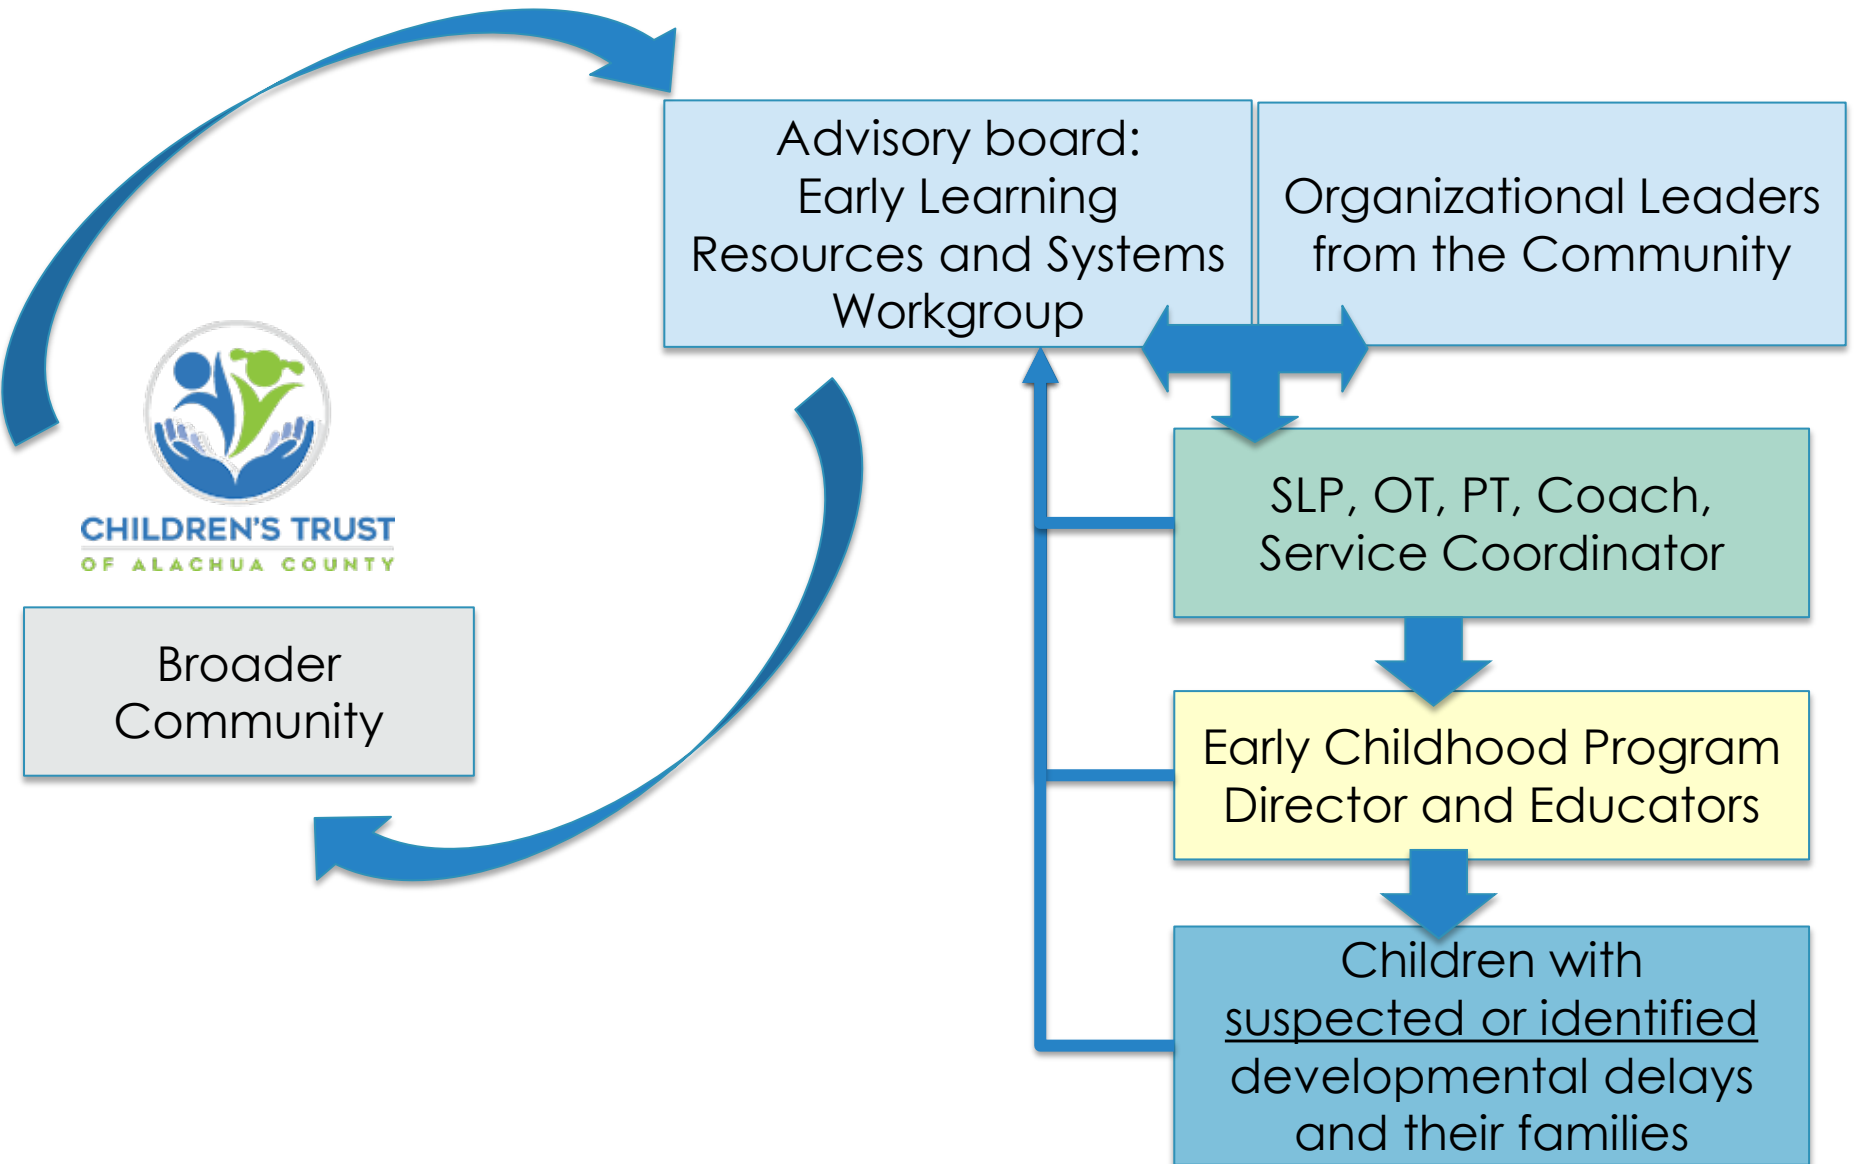 Advisory board:
Early Learning
Resources and Systems
Workgroup
Organizational Leaders
from the Community
CHILDREN'S TRUST
OF ALACHUA COUNTY
Broader
Community
SLP, OT, PT, Coach,
Service Coordinator
Early Childhood Program
Director and Educators
Children with
suspected or identified
developmental delays
and their families